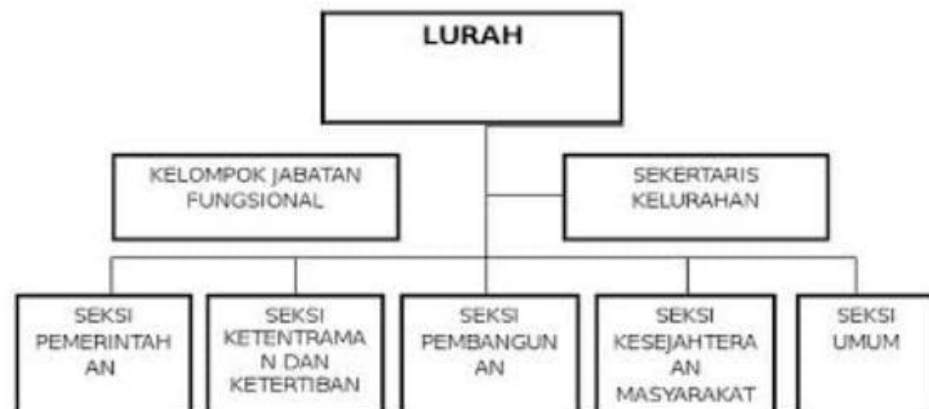 LURAH
KELOMPOK JABATAN
FUNGSIONAL
SEKERTARIS
KELURAHAN
SEKSI
PEMERINTAH
AN
SEKSI
KETENTRAMA
N DAN
KETERTIBAN
SEKSI
PEMBANGUN
AN
SEKSI
KESEJAHTERA
AN
MASYARAKAT
SEKSI
UMUM